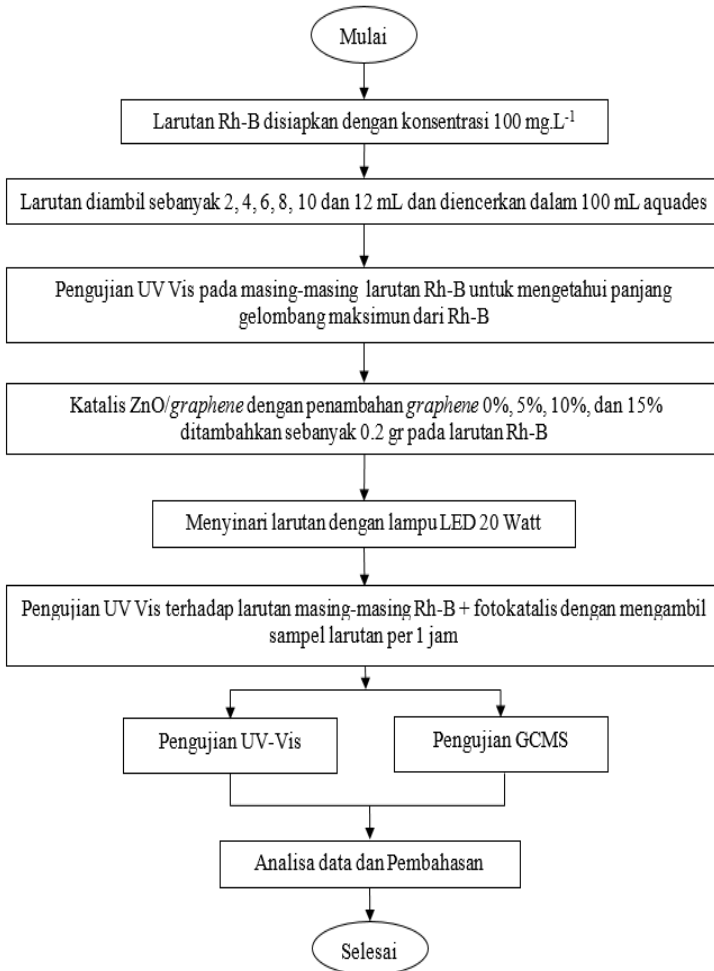 Mulai
Larutan Rh-B disiapkan dengan konsentrasi 100 mg.L⁻¹
Larutan diambil sebanyak 2, 4, 6, 8, 10 dan 12 mL dan diencerkan dalam 100 mL aquades
Pengujian UV Vis pada masing-masing larutan Rh-B untuk mengetahui panjang
gelombang maksimun dari Rh-B
Katalis ZnO/graphene dengan penambahan graphene 0%, 5%, 10%, dan 15%
ditambahkan sebanyak 0.2 gr pada larutan Rh-B
Menyinari larutan dengan lampu LED 20 Watt
Pengujian UV Vis terhadap larutan masing-masing Rh-B + fotokatalis dengan mengambil
sampel larutan per 1 jam
Pengujian UV-Vis
Pengujian GCMS
Analisa data dan Pembahasan
Selesai